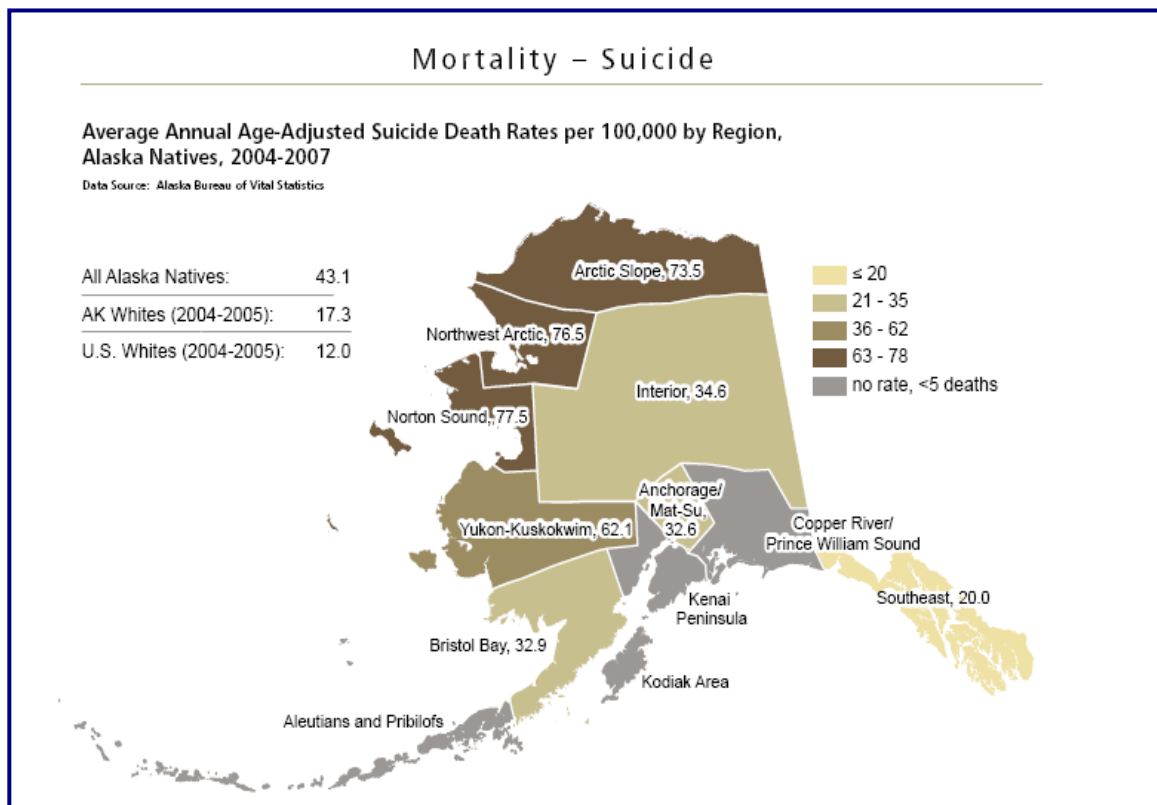 Mortality – Suicide
Average Annual Age-Adjusted Suicide Death Rates per 100,000 by Region,
Alaska Natives, 2004-2007
Data Source: Alaska Bureau of Vital Statistics
All Alaska Natives: 43.1
AK Whites (2004-2005): 17.3
U.S. Whites (2004-2005): 12.0
≤ 20
21 - 35
36 - 62
63 - 78
no rate, <5 deaths
Arctic Slope, 73.5
Northwest Arctic, 76.5
Interior, 34.6
Norton Sound, 77.5
Anchorage/
Mat-Su,
32.6
Yukon-Kuskokwim, 62.1
Copper River/
Prince William Sound
Southeast, 20.0
Kenai
Peninsula
Bristol Bay, 32.9
Kodiak Area
Aleutians and Pribilofs